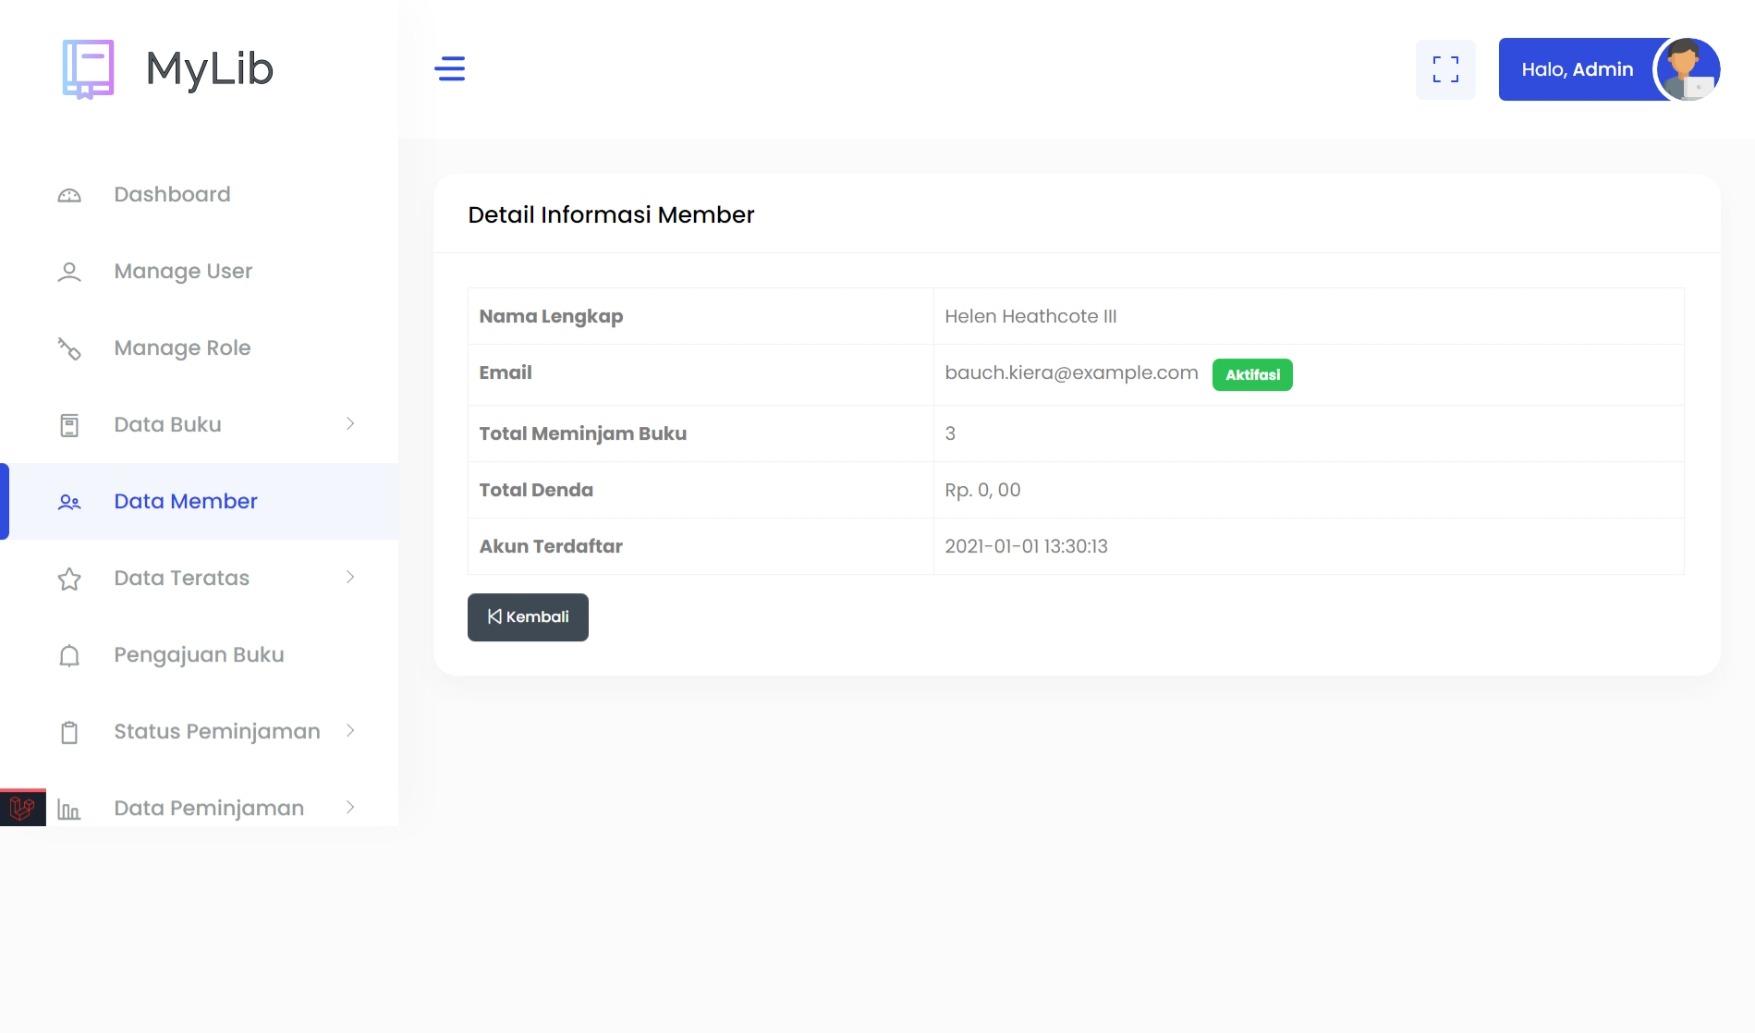 MyLib
Halo, Admin
Dashboard
Manage User
Manage Role
Data Buku
Data Member
Data Teratas
Pengajuan Buku
Status Peminjaman
Data Peminjaman
Detail Informasi Member
Nama Lengkap Helen Heathcote III
Email bauch.kiera@example.com Aktifasi
Total Meminjam Buku 3
Total Denda Rp. 0, 00
Akun Terdaftar 2021-01-01 13:30:13
Kembali